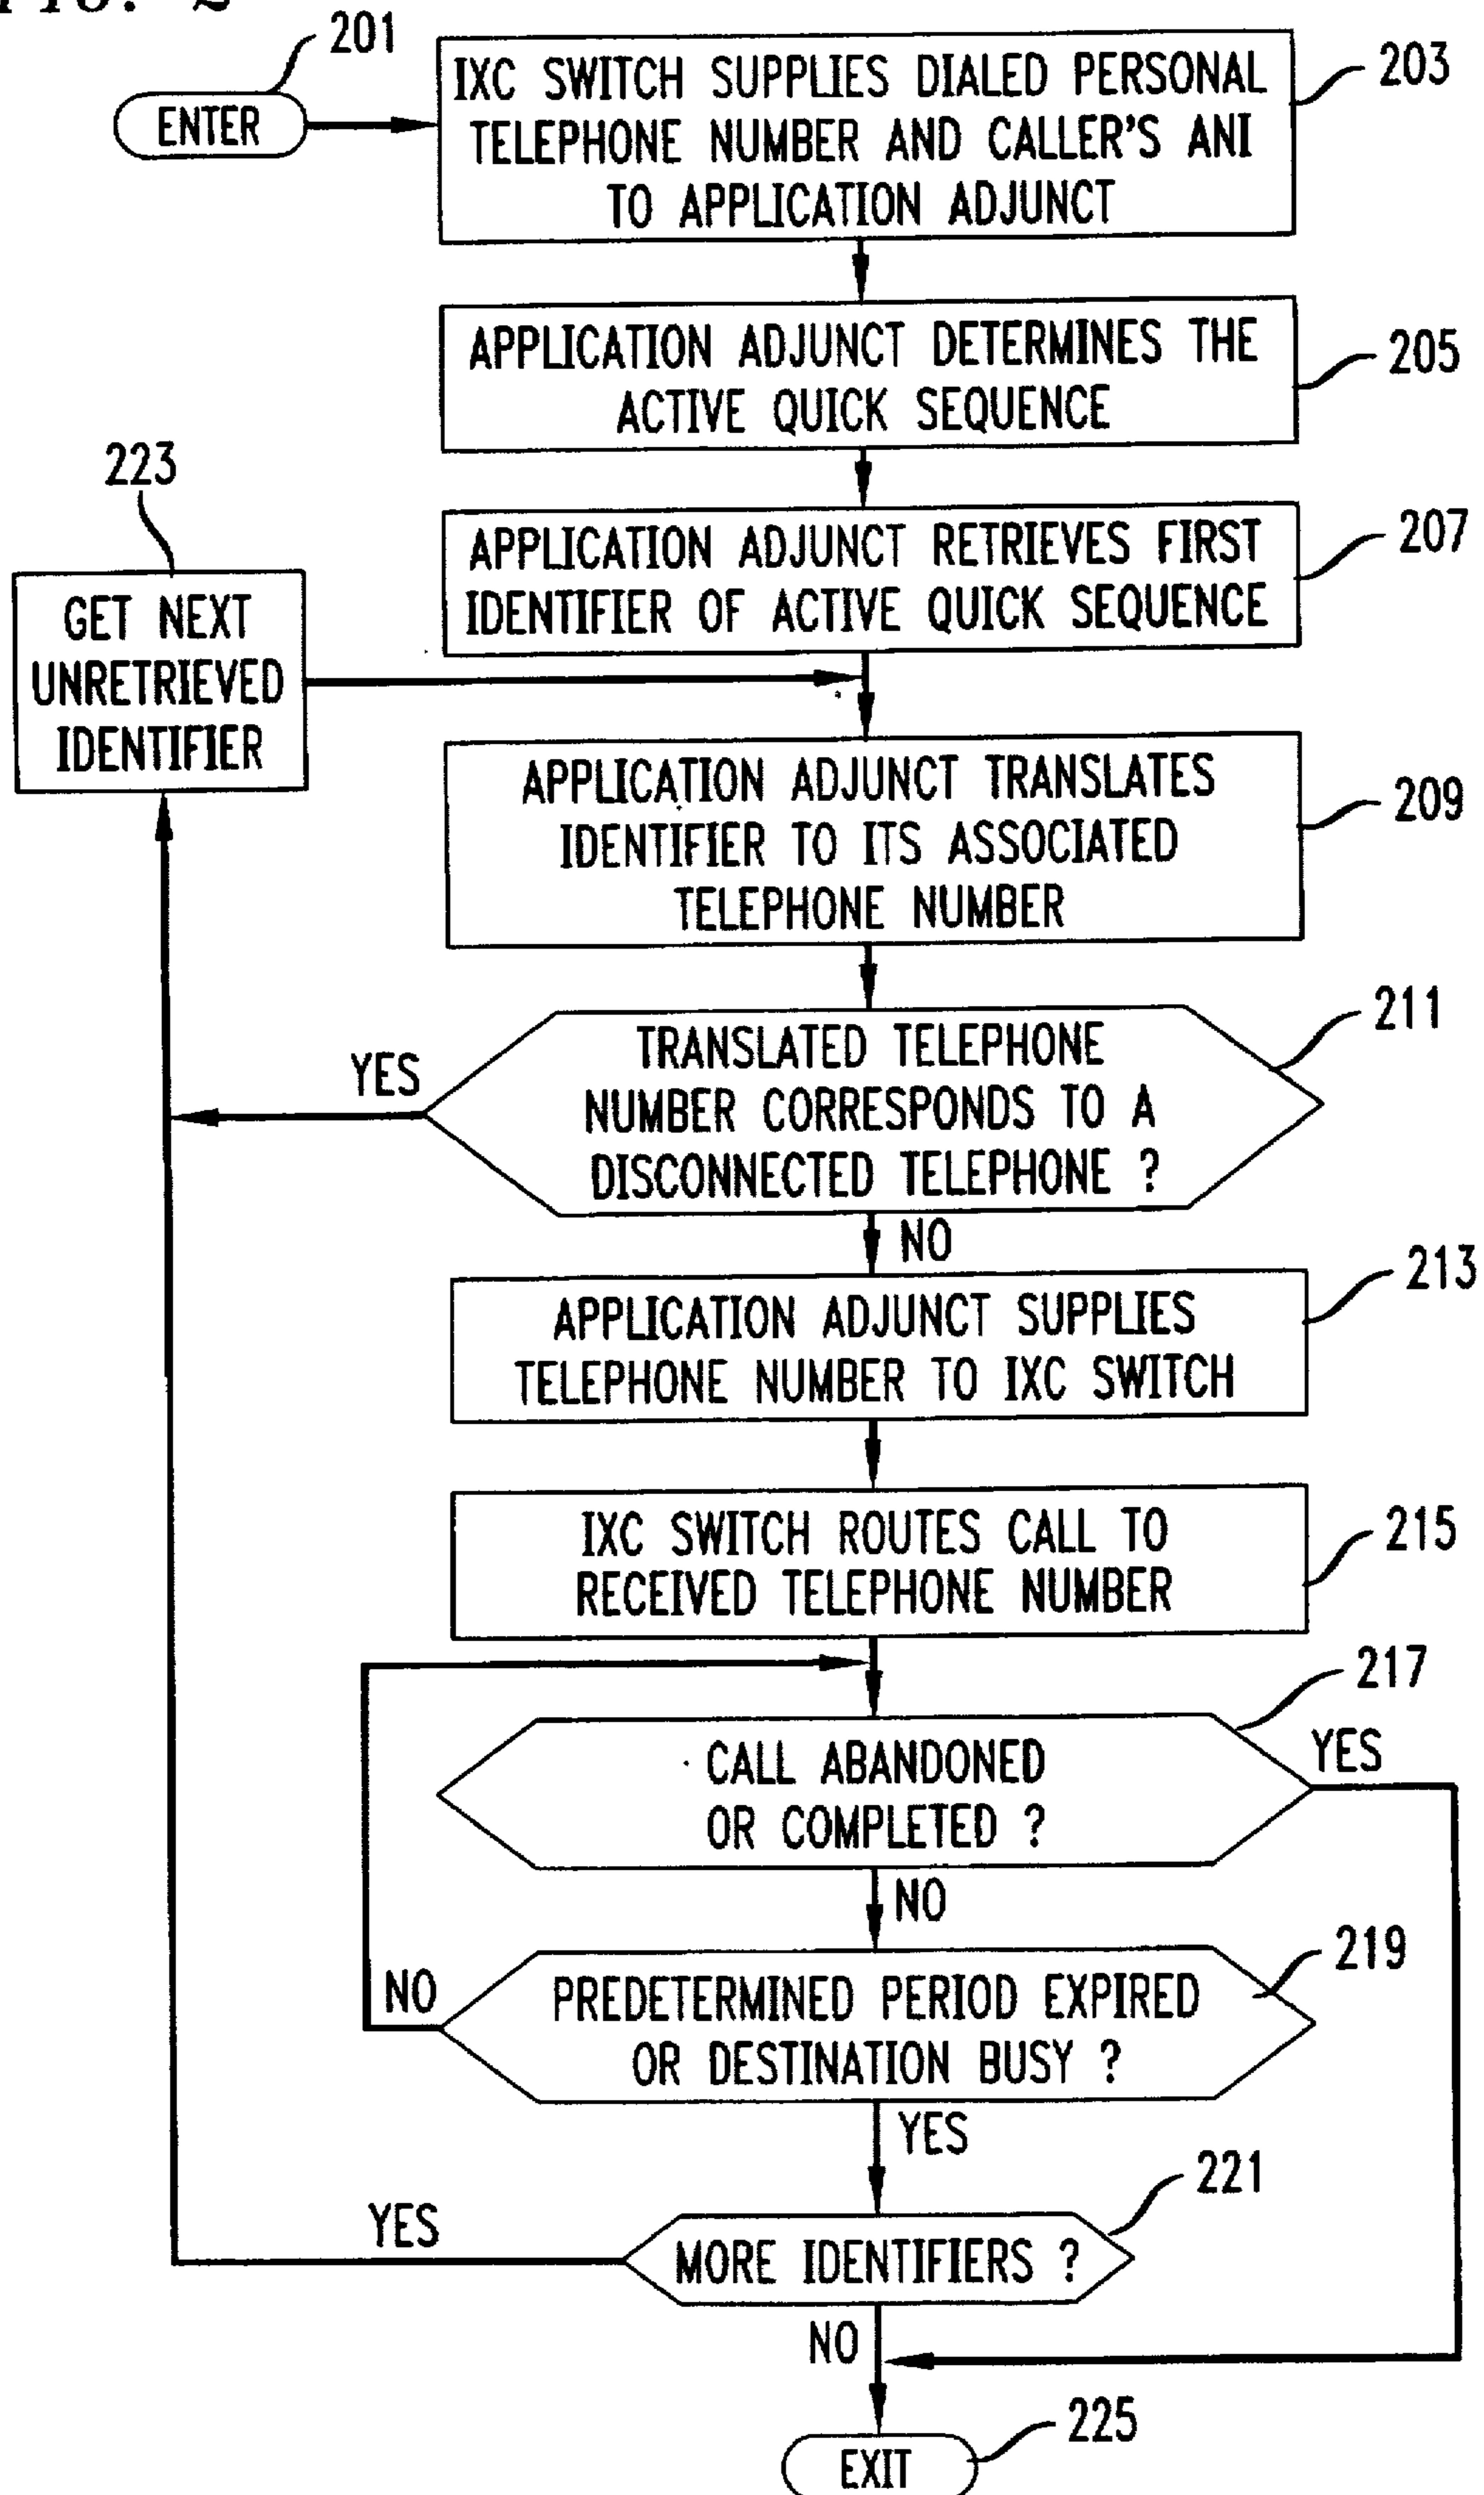 FIG. 2
201
ENTER
IXC SWITCH SUPPLIES DIALED PERSONAL
TELEPHONE NUMBER AND CALLER'S ANI
TO APPLICATION ADJUNCT
203
APPLICATION ADJUNCT DETERMINES THE
ACTIVE QUICK SEQUENCE
205
APPLICATION ADJUNCT RETRIEVES FIRST
IDENTIFIER OF ACTIVE QUICK SEQUENCE
207
223
GET NEXT
UNRETRIEVED
IDENTIFIER
APPLICATION ADJUNCT TRANSLATES
IDENTIFIER TO ITS ASSOCIATED
TELEPHONE NUMBER
209
TRANSLATED TELEPHONE
NUMBER CORRESPONDS TO A
DISCONNECTED TELEPHONE ?
211
YES
NO
APPLICATION ADJUNCT SUPPLIES
TELEPHONE NUMBER TO IXC SWITCH
213
IXC SWITCH ROUTES CALL TO
RECEIVED TELEPHONE NUMBER
215
CALL ABANDONED
OR COMPLETED ?
217
YES
NO
PREDETERMINED PERIOD EXPIRED
OR DESTINATION BUSY ?
219
NO
YES
MORE IDENTIFIERS ?
221
YES
NO
EXIT
225